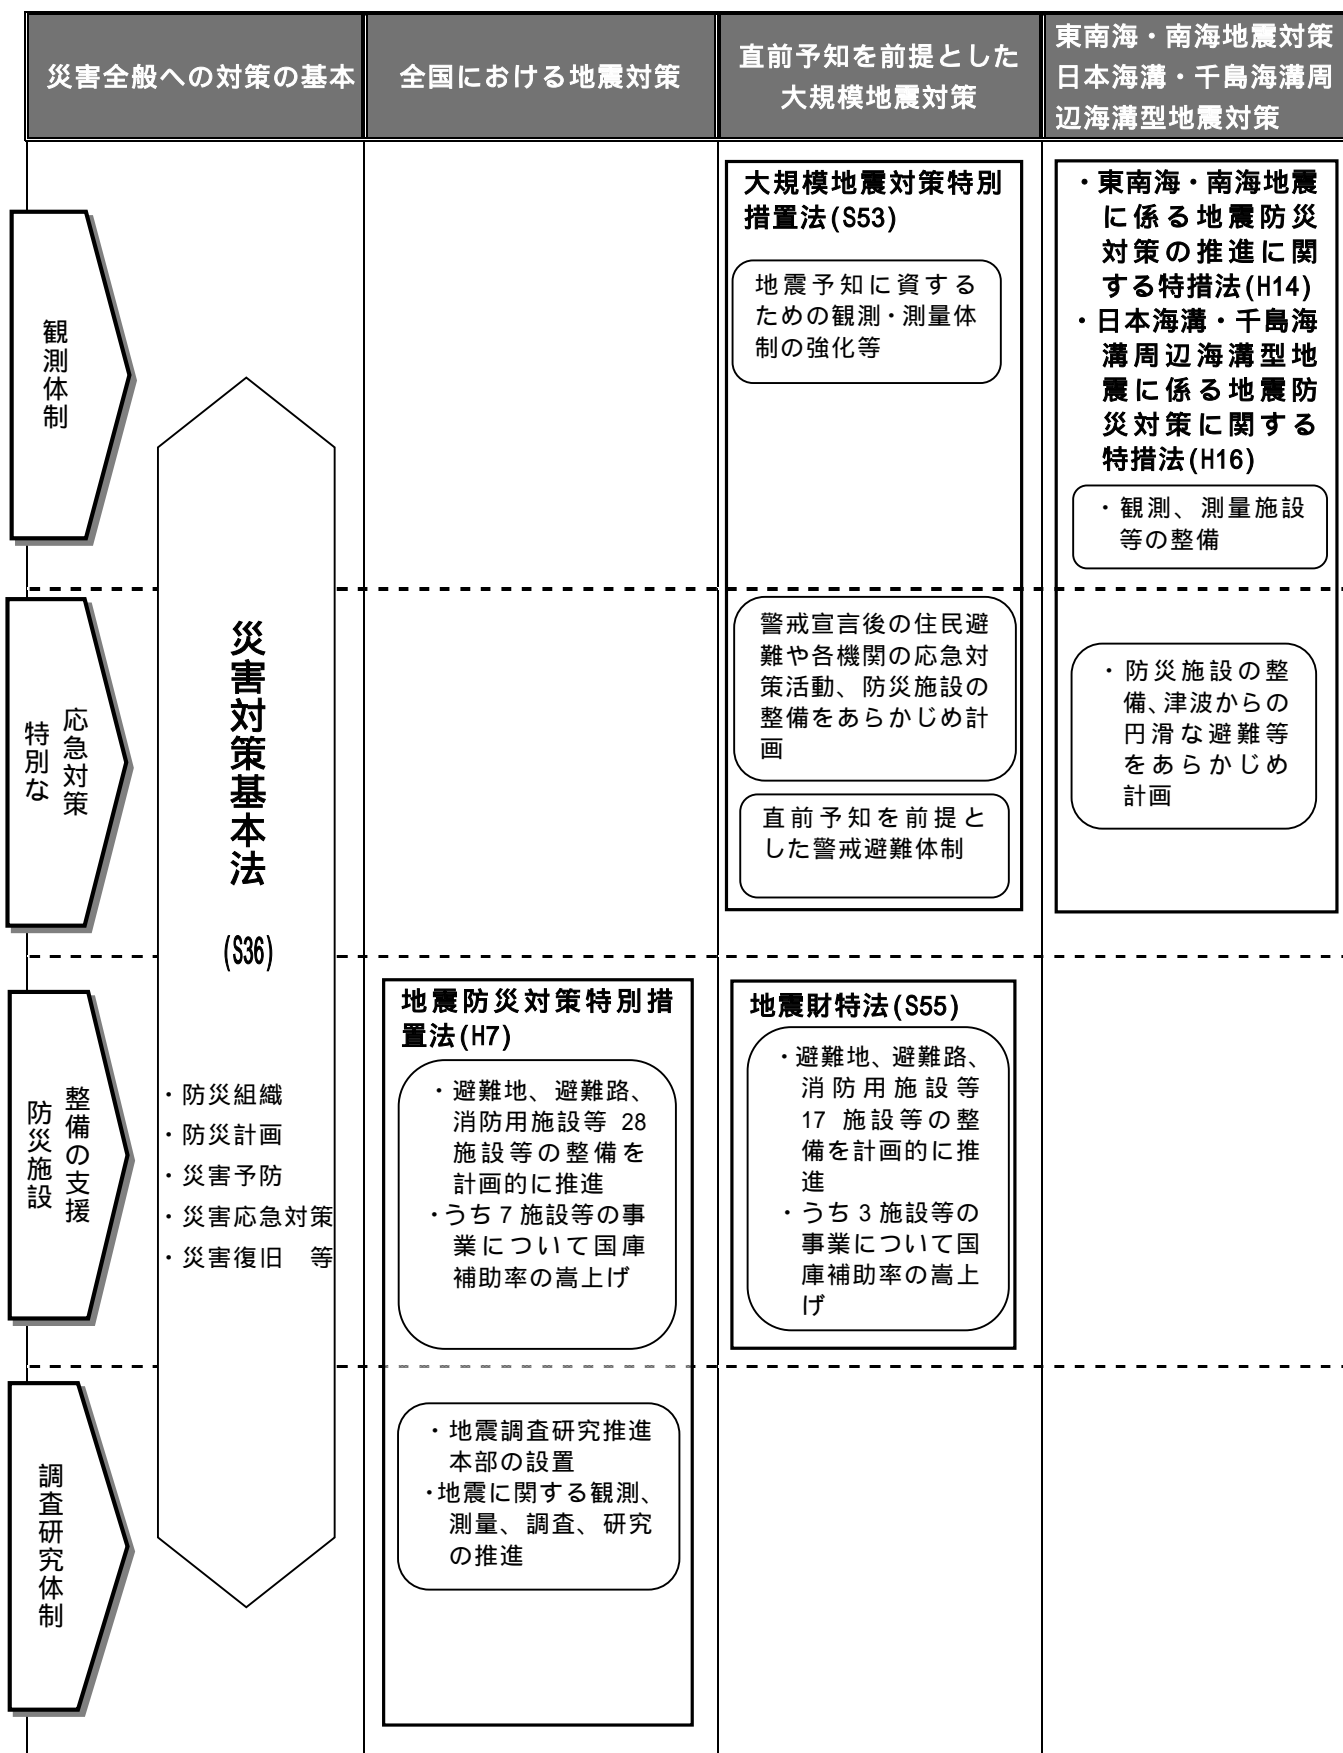 災害全般への対策の基本
全国における地震対策
直前予知を前提とした
大規模地震対策
東南海・南海地震対策
日本海溝・千島海溝周
辺海溝型地震対策
観測体制
大規模地震対策特別
措置法(S53)
地震予知に資する
ための観測・測量体
制の強化等
・東南海・南海地震
に係る地震防災
対策の推進に関
する特措法(H14)
・日本海溝・千島海
溝周辺海溝型地
震に係る地震防
災対策に関する
特措法(H16)
・観測、測量施設
等の整備
特別な
応急対策
災害対策基本法
(S36)
警戒宣言後の住民避
難や各機関の応急対
策活動、防災施設の
整備をあらかじめ計
画
直前予知を前提と
した警戒避難体制
・防災施設の整
備、津波からの
円滑な避難等
をあらかじめ
計画
防災施設
整備の支援
・防災組織
・防災計画
・災害予防
・災害応急対策
・災害復旧　等
地震防災対策特別措
置法(H7)
・避難地、避難路、
消防用施設等 28
施設等の整備を
計画的に推進
・うち 7 施設等の事
業について国庫
補助率の嵩上げ
地震財特法(S55)
・避難地、避難路、
消防用施設等
17 施設等の整
備を計画的に推
進
・うち 3 施設等の
事業について国
庫補助率の嵩上
げ
調査研究体制
・地震調査研究推進
本部の設置
・地震に関する観測、
測量、調査、研究
の推進